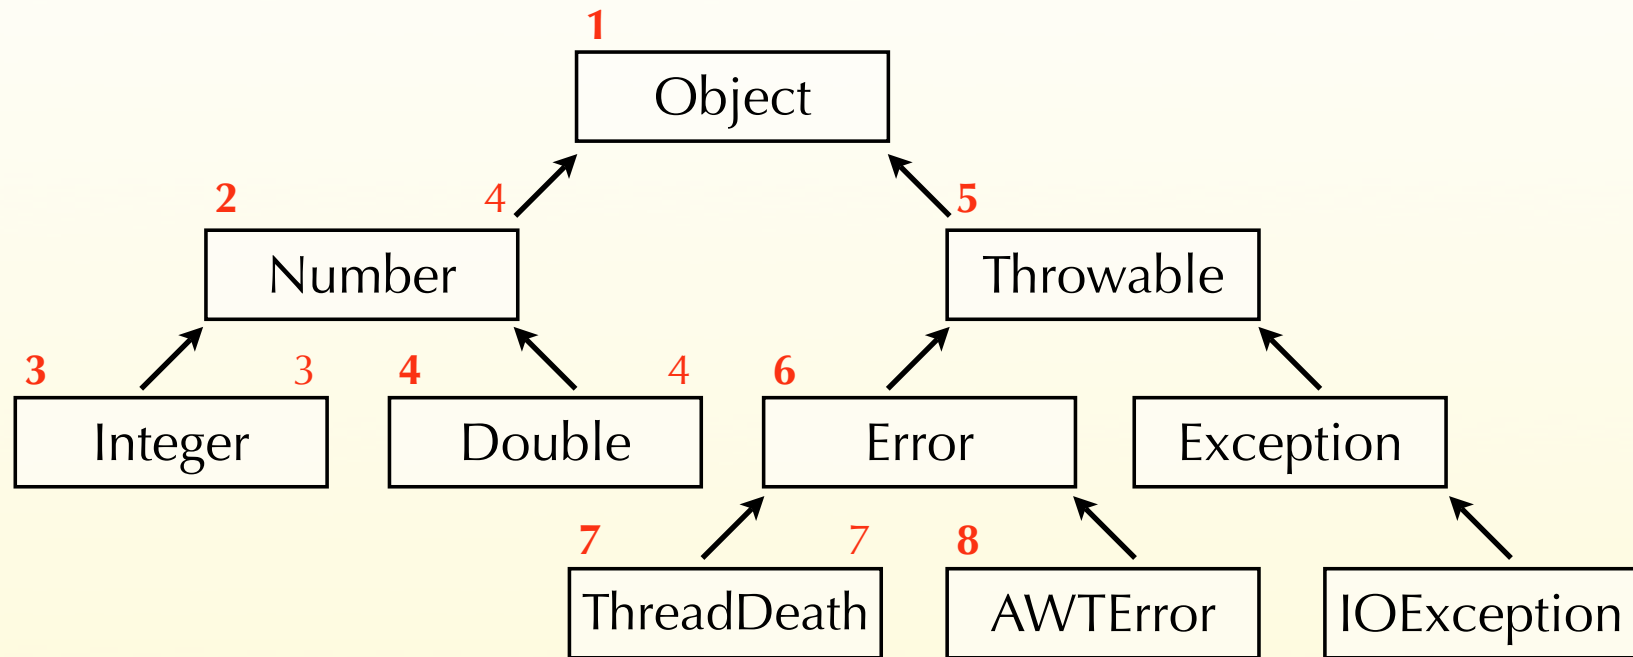 1
Object
2 4 5
Number Throwable
3 3 4 4 6
Integer Double Error Exception
7 7 8
ThreadDeath AWTError IOException